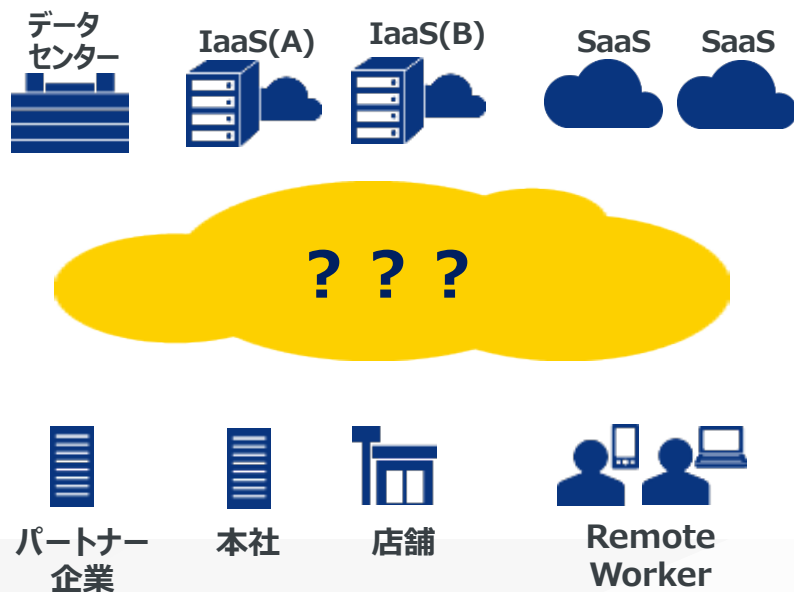 データ
センター
IaaS(A)
IaaS(B)
SaaS
SaaS
? ? ?
パートナー
企業
本社
店舗
Remote
Worker